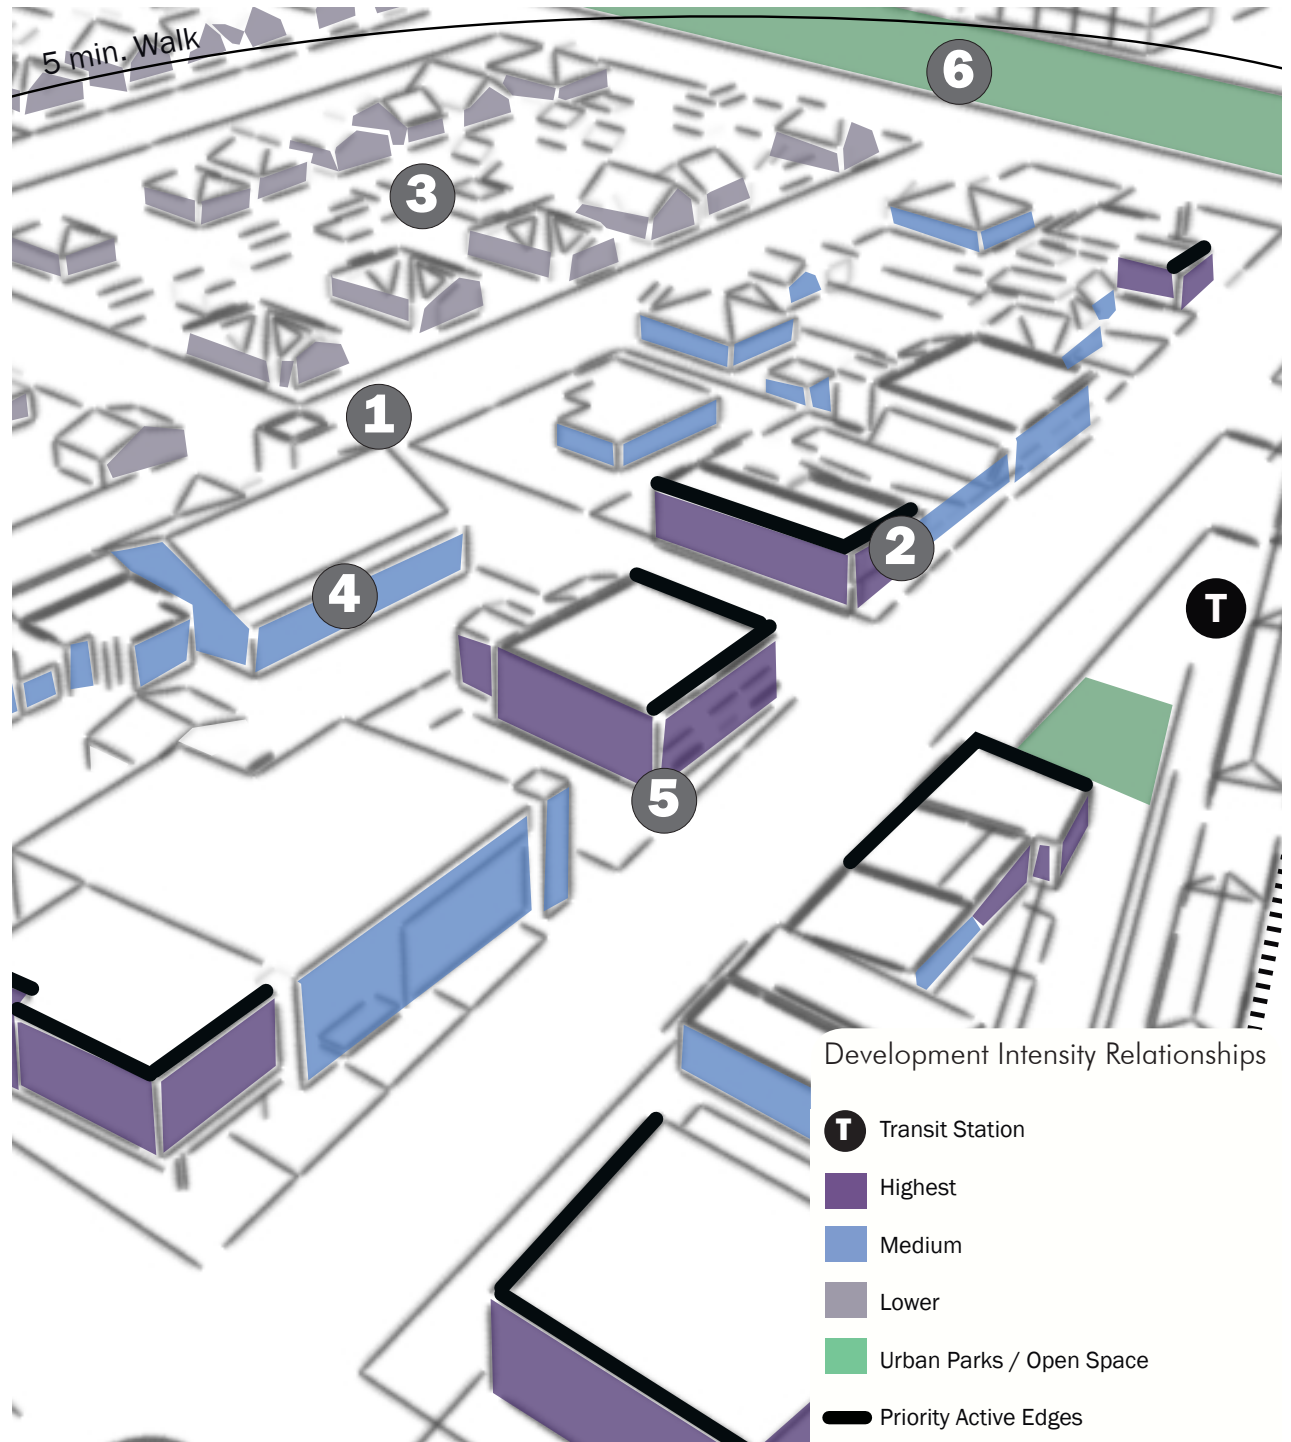 5 min. Walk
6
3
1
2
4
T
5
Development Intensity Relationships
T Transit Station
Highest
Medium
Lower
Urban Parks / Open Space
Priority Active Edges